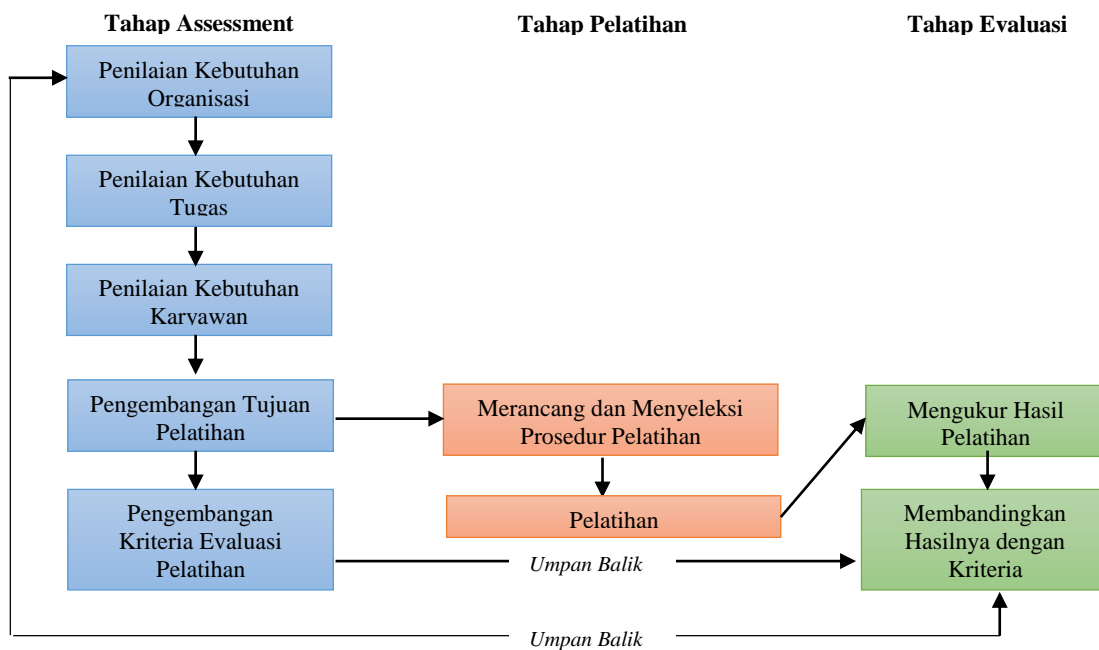 Tahap Assessment
Tahap Pelatihan
Tahap Evaluasi
Penilaian Kebutuhan
Organisasi
Penilaian Kebutuhan
Tugas
Penilaian Kebutuhan
Karyawan
Pengembangan Tujuan
Pelatihan
Merancang dan Menyeleksi
Prosedur Pelatihan
Mengukur Hasil
Pelatihan
Pengembangan
Kriteria Evaluasi
Pelatihan
Pelatihan
Membandingkan
Hasilnya dengan
Kriteria
Umpan Balik
Umpan Balik